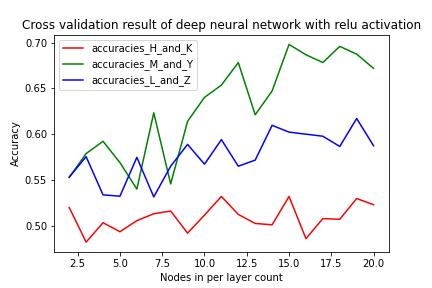 Cross validation result of deep neural network with relu activation
accuracies_H_and_K
accuracies_M_and_Y
accuracies_L_and_Z
Accuracy
0.70
0.65
0.60
0.55
0.50
2.5 5.0 7.5 10.0 12.5 15.0 17.5 20.0
Nodes in per layer count